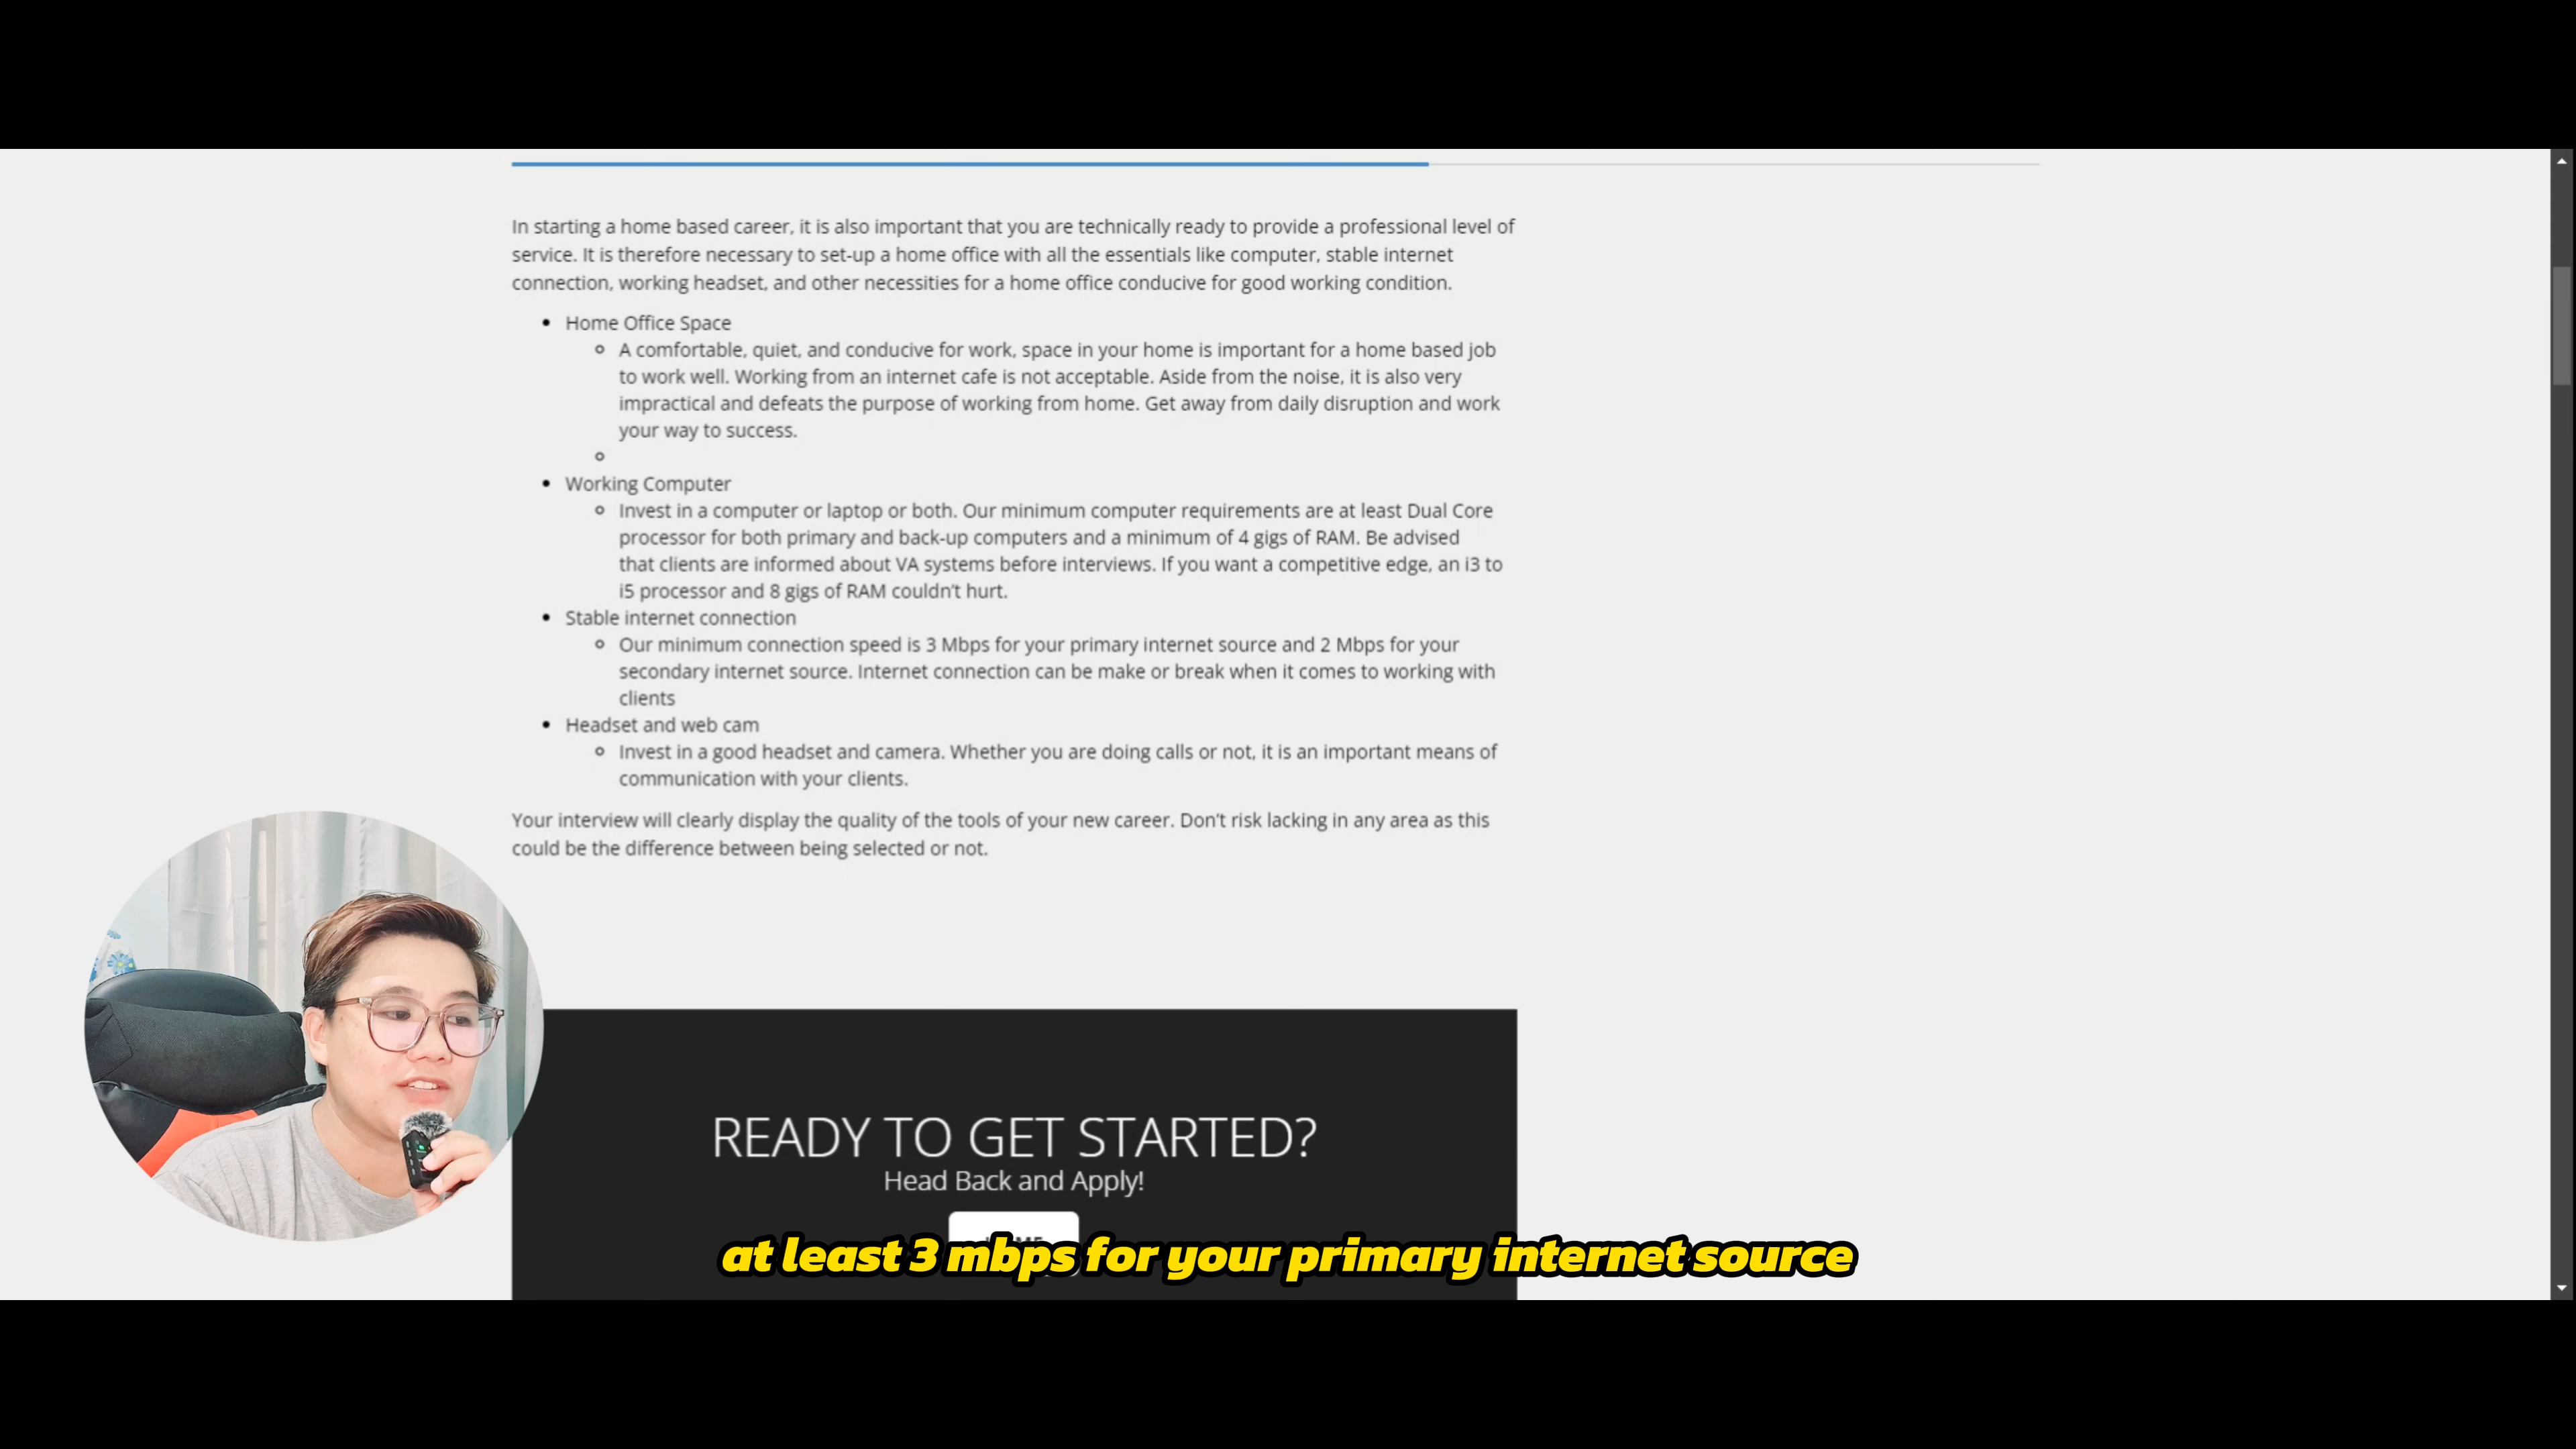 In starting a home based career, it is also important that you are technically ready to provide a professional level of
service. It is therefore necessary to set-up a home office with all the essentials like computer, stable internet
connection, working headset, and other necessities for a home office conducive for good working condition.
Home Office Space
A comfortable, quiet, and conducive for work, space in your home is important for a home based job
to work well. Working from an internet cafe is not acceptable. Aside from the noise, it is also very
impractical and defeats the purpose of working from home. Get away from daily disruption and work
your way to success.
Working Computer
Invest in a computer or laptop or both. Our minimum computer requirements are at least Dual Core
processor for both primary and back-up computers and a minimum of 4 gigs of RAM. Be advised
that clients are informed about VA systems before interviews. If you want a competitive edge, an i3 to
i5 processor and 8 gigs of RAM couldn't hurt.
Stable internet connection
Our minimum connection speed is 3 Mbps for your primary internet source and 2 Mbps for your
secondary internet source. Internet connection can be make or break when it comes to working with
clients
Headset and web cam
Invest in a good headset and camera. Whether you are doing calls or not, it is an important means of
communication with your clients.
Your interview will clearly display the quality of the tools of your new career. Don't risk lacking in any area as this
could be the difference between being selected or not.
READY TO GET STARTED?
Head Back and Apply!
at least 3 mbps for your primary internet source